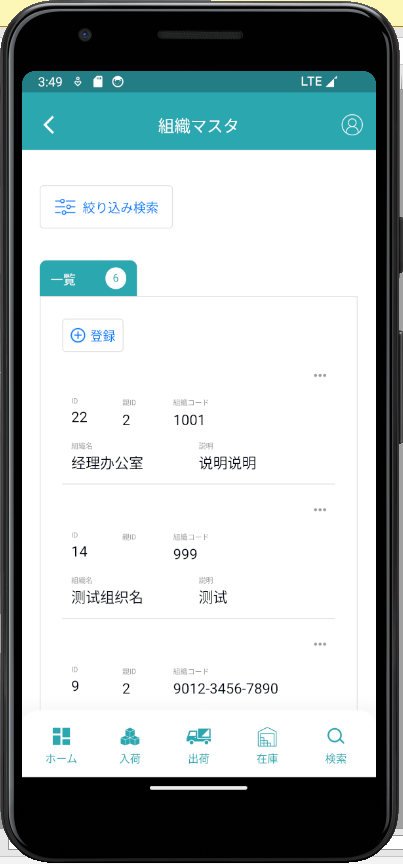 3:49 LTE
組織マスタ
絞り込み検索
一覧 6
登録
ID 親ID 組織コード
22 2 1001
組織名 説明
经理办公室 说明说明
ID 親ID 組織コード
14 999
組織名 説明
测试组织名 测试
ID 親ID 組織コード
9 2 9012-3456-7890
ホーム 入荷 出荷 在庫 検索